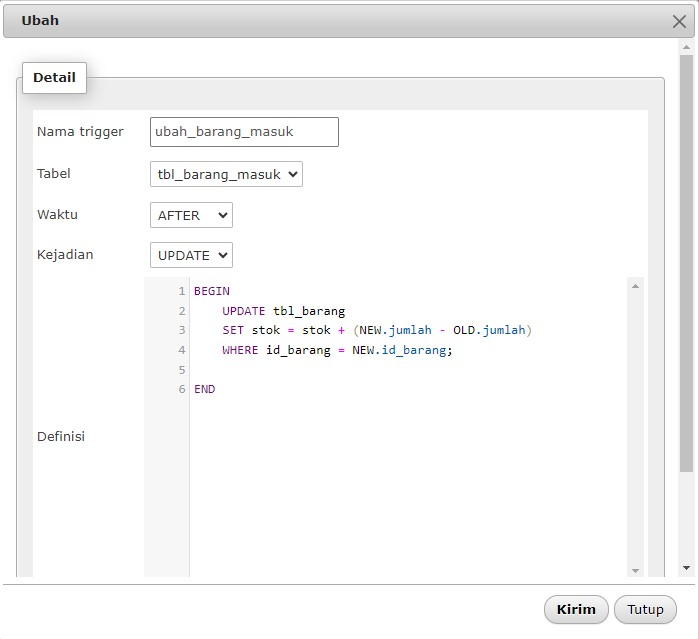 Ubah
Detail
Nama trigger ubah_barang_masuk
Tabel tbl_barang_masuk
Waktu AFTER
Kejadian UPDATE
Definisi
1 BEGIN
2 UPDATE tbl_barang
3 SET stok = stok + (NEW.jumlah - OLD.jumlah)
4 WHERE id_barang = NEW.id_barang;
5
6 END
Kirim Tutup